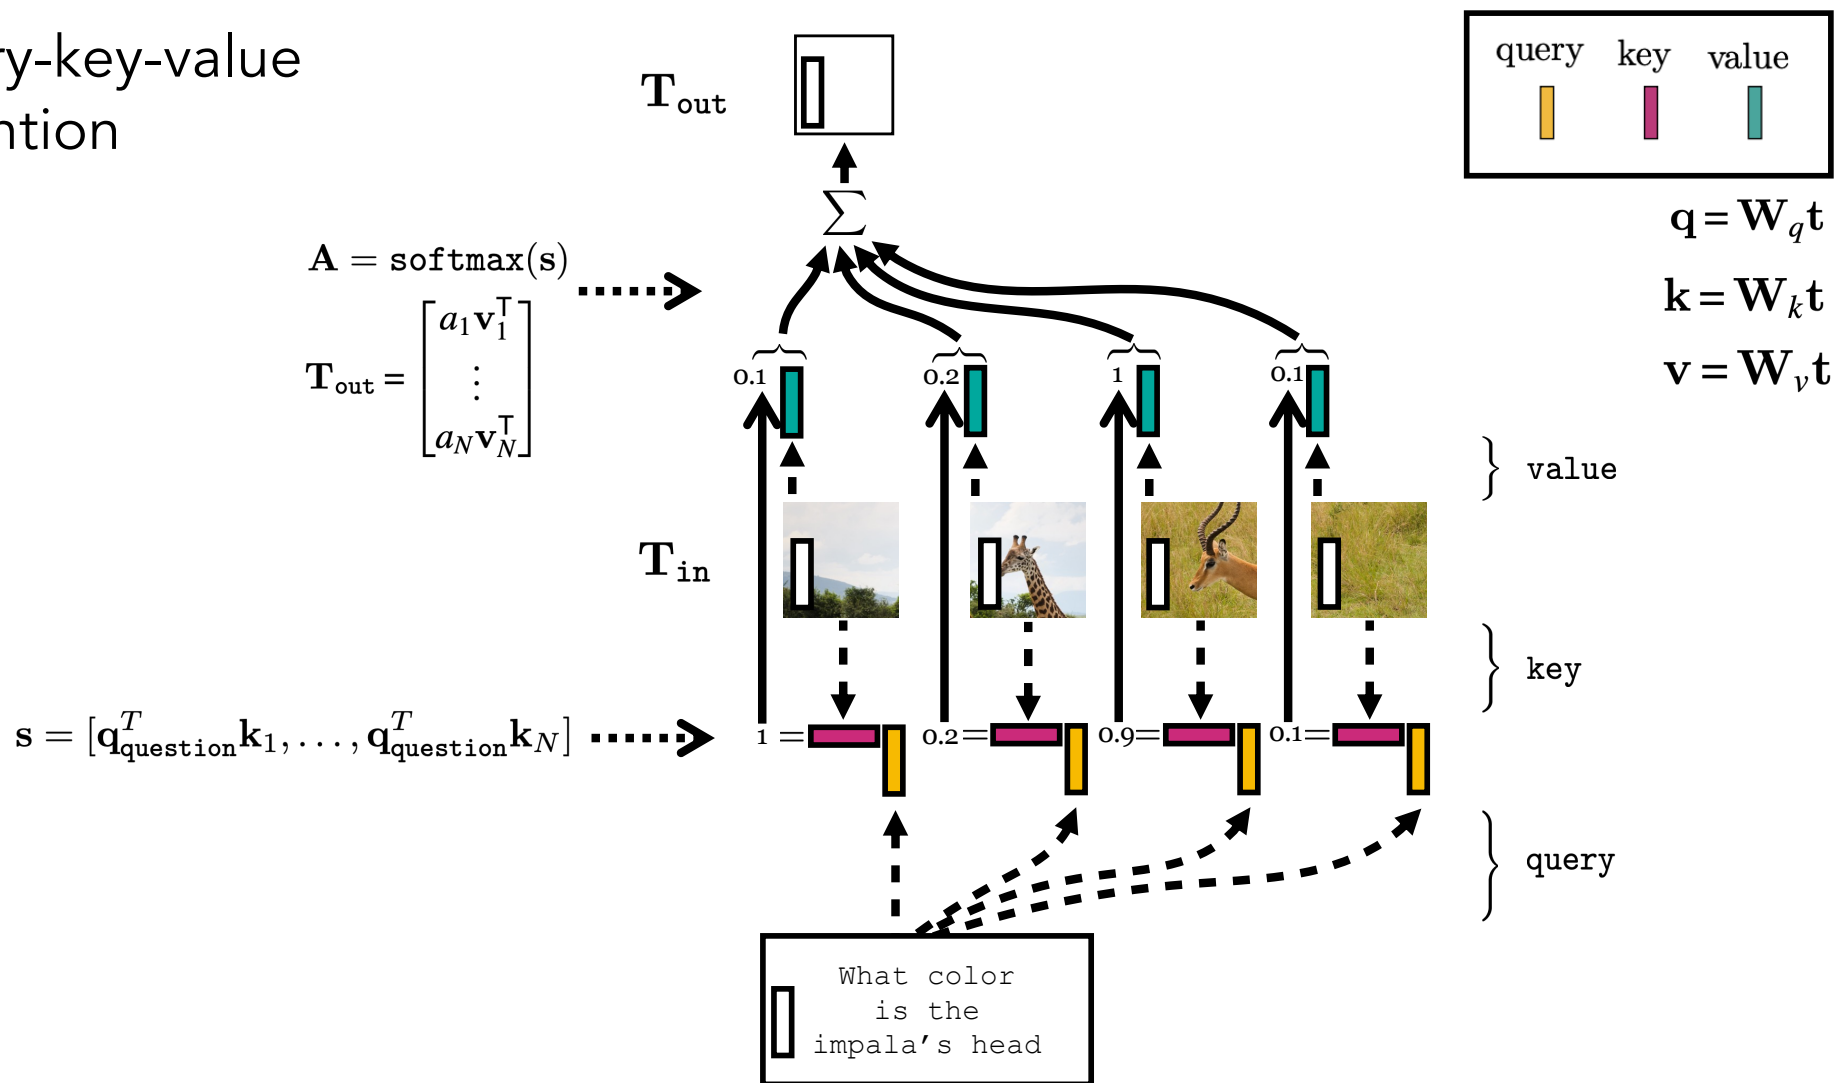 ry-key-value
ntion
T_out
query key value
q = W_q t
k = W_k t
v = W_v t
∑
A = softmax(s)
T_out = [a_1 v_1^T ⋮ a_N v_N^T]
0.1 0.2 1 0.1
value
T_in
key
s = [q_question^T k_1, ..., q_question^T k_N]
1 = 0.2= 0.9= 0.1=
query
What color
is the
impala's head